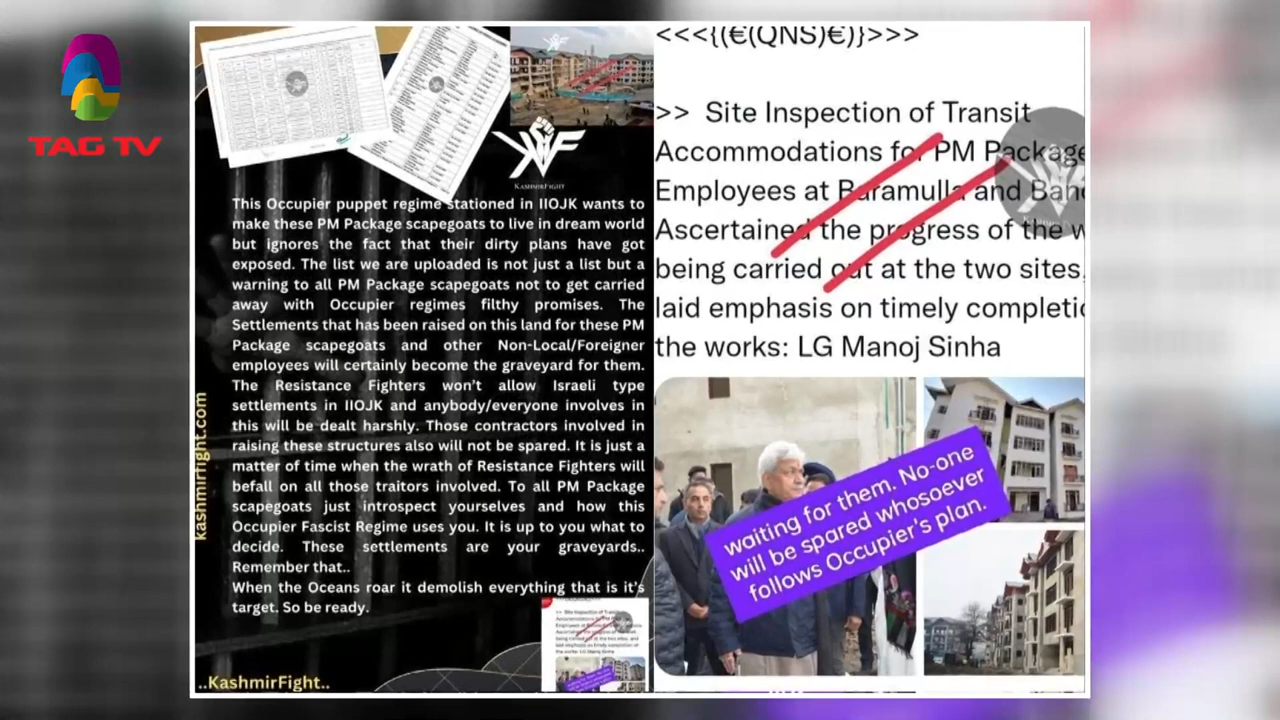 TAG TV
KASHMIRFIGHT
This Occupier puppet regime stationed in IIOJK wants to
make these PM Package scapegoats to live in dream world
but ignores the fact that their dirty plans have got
exposed. The list we are uploaded is not just a list but a
warning to all PM Package scapegoats not to get carried
away with Occupier regimes filthy promises. The
Settlements that has been raised on this land for these PM
Package scapegoats and other Non-Local/Foreigner
employees will certainly become the graveyard for them.
The Resistance Fighters won't allow Israeli type
settlements in IIOJK and anybody/everyone involves in
this will be dealt harshly. Those contractors involved in
raising these structures also will not be spared. It is just a
matter of time when the wrath of Resistance Fighters will
befall on all those traitors involved. To all PM Package
scapegoats just introspect yourselves and how this
Occupier Fascist Regime uses you. It is up to you what to
decide. These settlements are your graveyards..
Remember that..
When the Oceans roar it demolish everything that is it's
target. So be ready.
kashmirfight.com
..KashmirFight..
<<<{(€(QNS)€)}>>>
>> Site Inspection of Transit
Accommodations for PM Package
Employees at Baramulla and Ban
Ascertained the progress of the w
being carried out at the two sites,
laid emphasis on timely completi
the works: LG Manoj Sinha
waiting for them. No-one
will be spared whosoever
follows Occupier's plan.